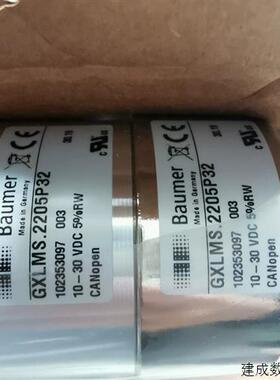 Baumer
Made in Germany
GXLMS.2205P32
102353097 003
10-30 VDC 5%RW
CANopen
Baumer
Made in Germany
GXLMS.2205P32
102353097 003
10-30 VDC 5%RW
CANopen
建成数